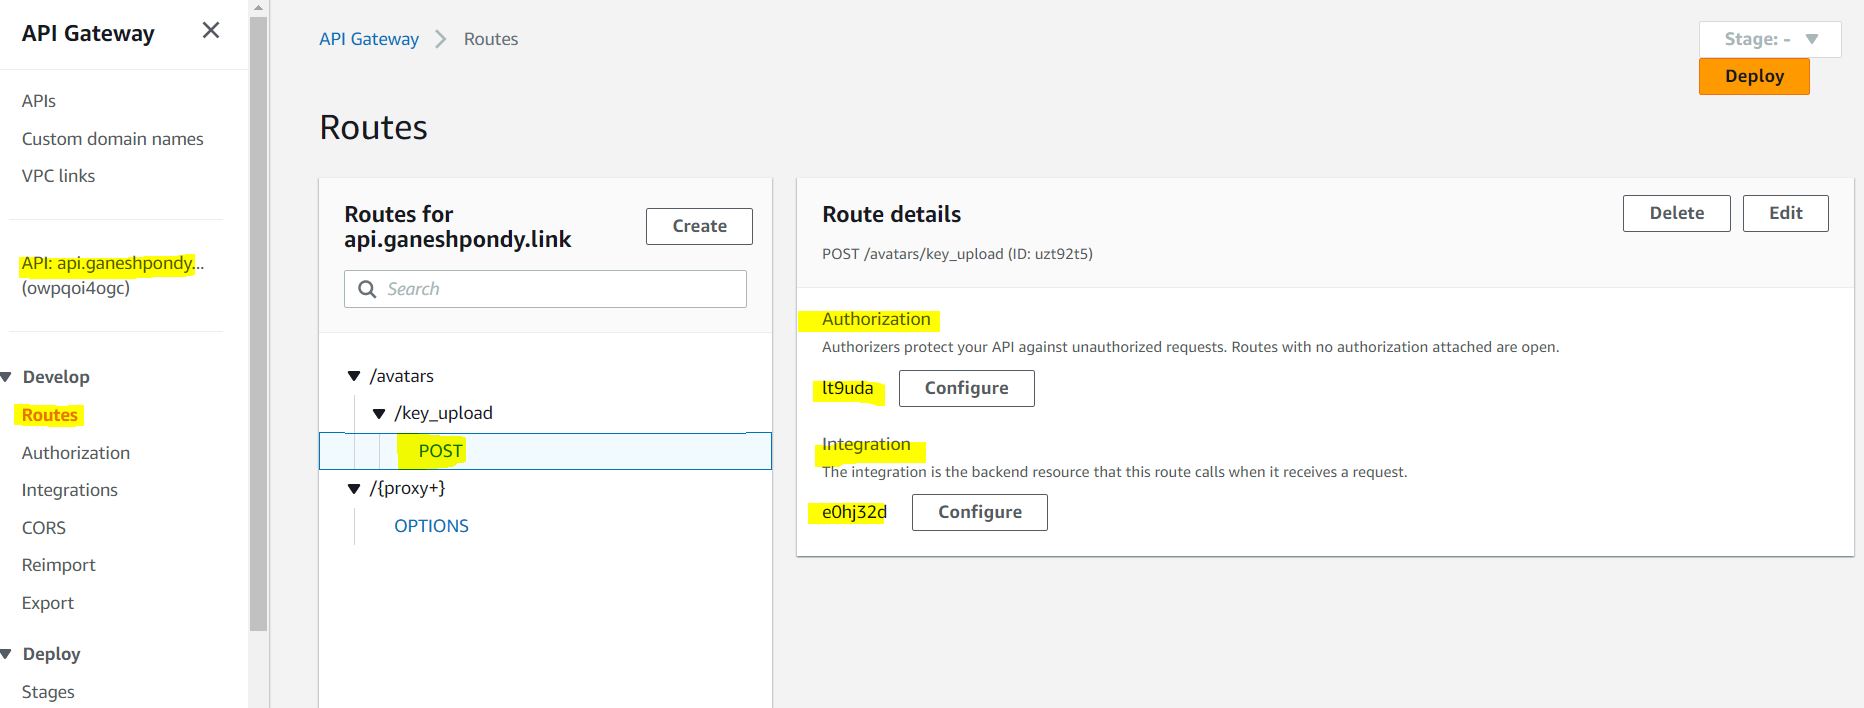 API Gateway
APIs
Custom domain names
VPC links
API: api.ganeshpondy...
(owpqoi4ogc)
Develop
Routes
Authorization
Integrations
CORS
Reimport
Export
Deploy
Stages
API Gateway Routes
Stage: -
Deploy
Routes
Routes for
api.ganeshpondy.link
Create
Search
/avatars
/key_upload
POST
/{proxy+}
OPTIONS
Route details
Delete Edit
POST /avatars/key_upload (ID: uzt92t5)
Authorization
Authorizers protect your API against unauthorized requests. Routes with no authorization attached are open.
lt9uda Configure
Integration
The integration is the backend resource that this route calls when it receives a request.
e0hj32d Configure